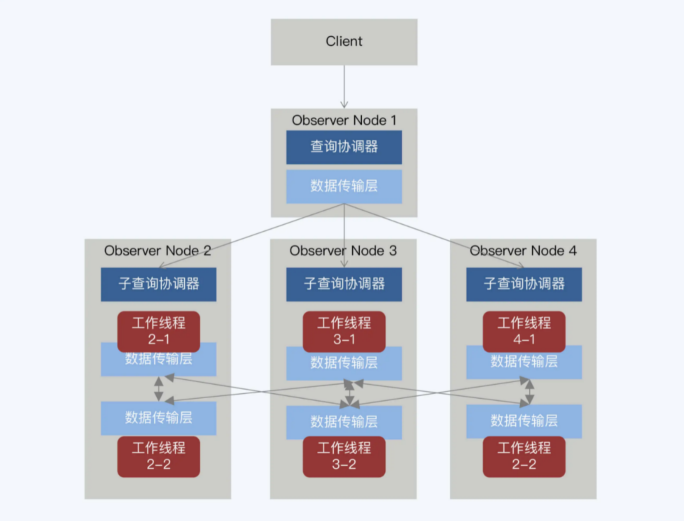 Client
Observer Node 1
查询协调器
数据传输层
Observer Node 2
子查询协调器
工作线程
2-1
数据传输层
数据传输层
工作线程
2-2
Observer Node 3
子查询协调器
工作线程
3-1
数据传输层
数据传输层
工作线程
3-2
Observer Node 4
子查询协调器
工作线程
4-1
数据传输层
数据传输层
工作线程
2-2